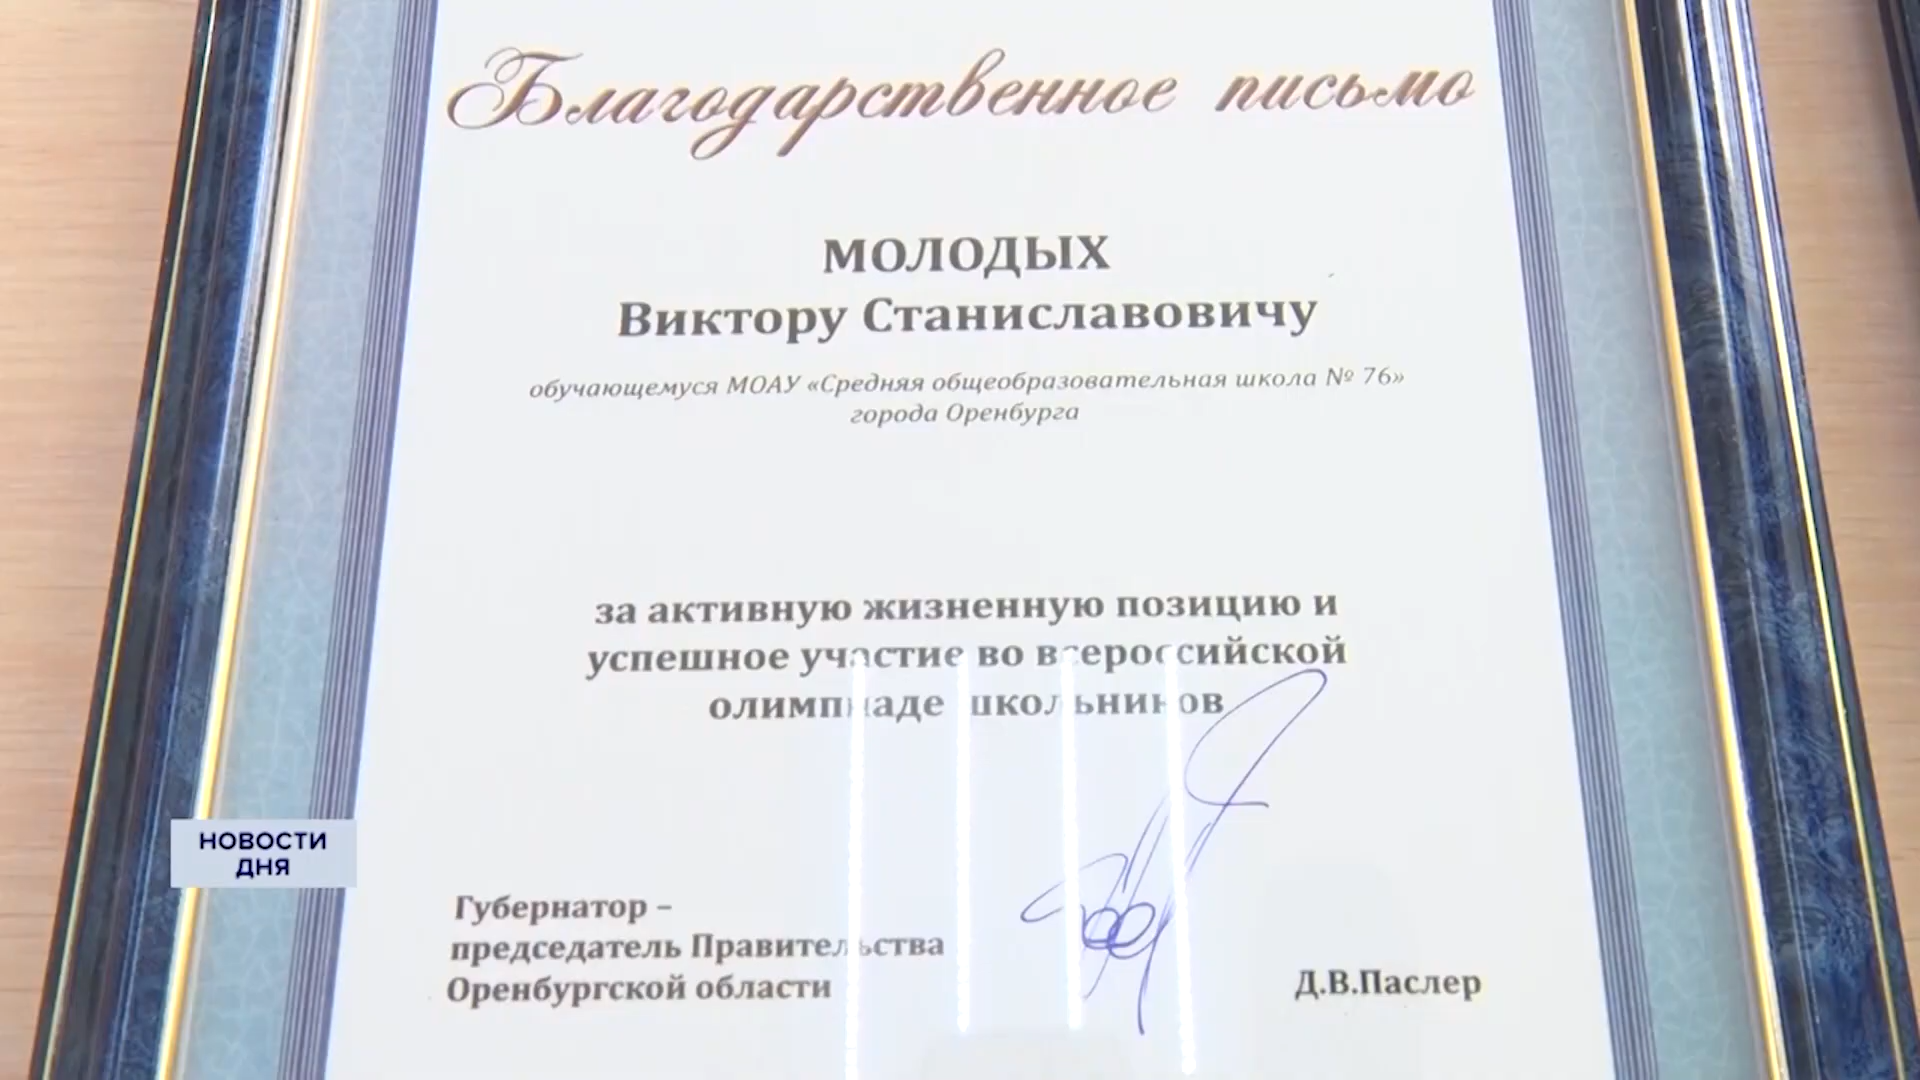 Благодарственное письмо
МОЛОДЫХ
Виктору Станиславовичу
обучающемуся МОАУ «Средняя общеобразовательная школа № 76»
города Оренбурга
за активную жизненную позицию и
успешное участие во всероссийской
олимпиаде школьников
НОВОСТИ
ДНЯ
Губернатор –
председатель Правительства
Оренбургской области
Д.В.Паслер